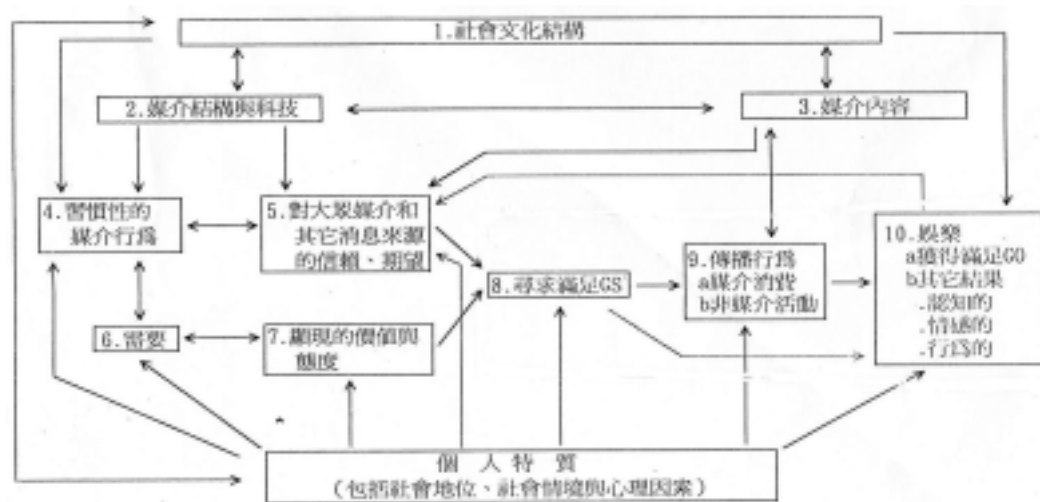 1.社會文化結構
2.媒介結構與科技
3.媒介內容
4.習慣性的
媒介行爲
5.對大眾媒介和
其它消息來源
的信賴、期望
6.需要
7.顯現的價值與
態度
8.尋求滿足GS
9.傳播行爲
a媒介消費
b非媒介活動
10.娛樂
a獲得滿足GO
b其它結果
.認知的
.情感的
.行爲的
個人特質
(包括社會地位、社會情境與心理因素)